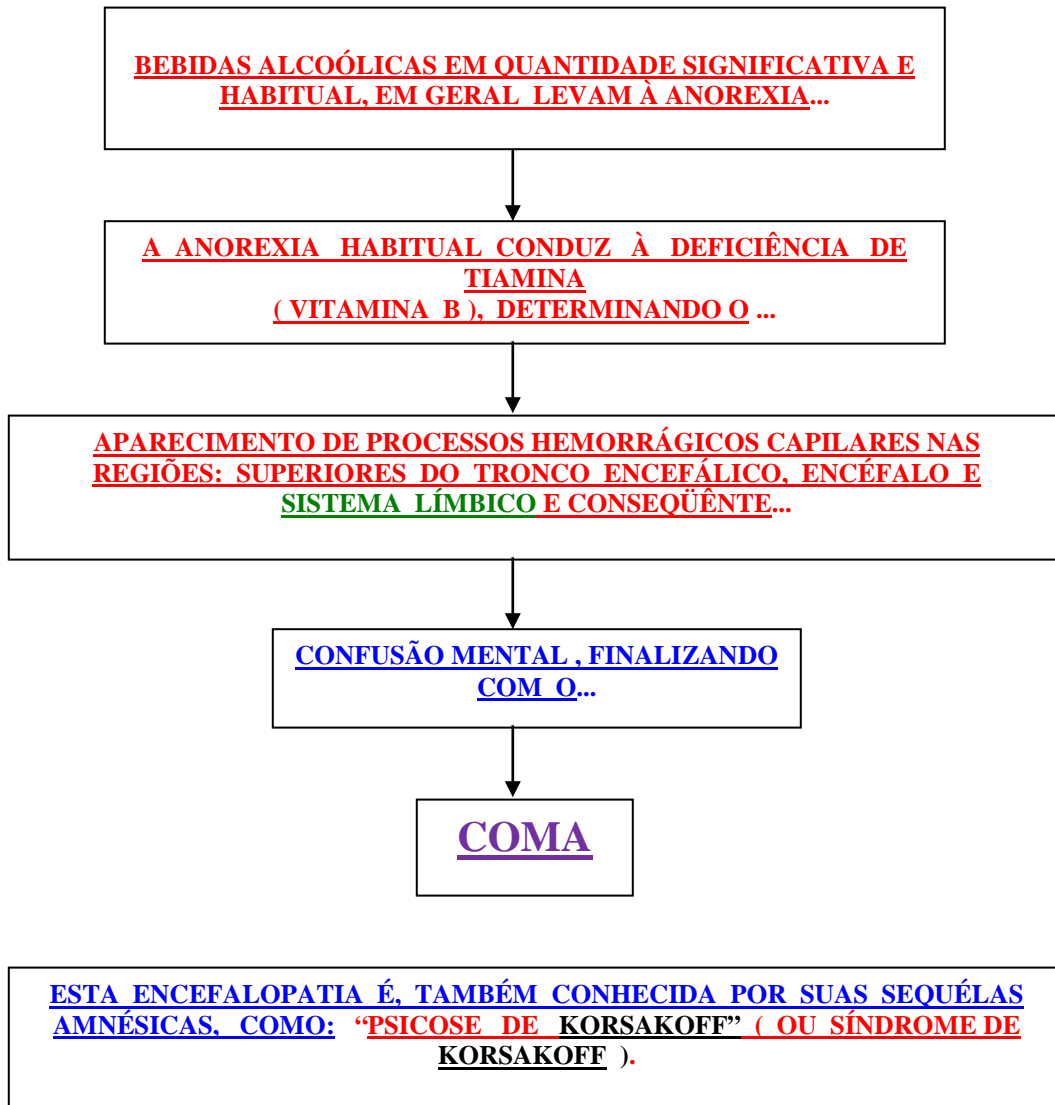 BEBIDAS ALCOÓLICAS EM QUANTIDADE SIGNIFICATIVA E
HABITUAL, EM GERAL LEVAM À ANOREXIA...
A ANOREXIA HABITUAL CONDUZ À DEFICIÊNCIA DE
TIAMINA
( VITAMINA B ), DETERMINANDO O ...
APARECIMENTO DE PROCESSOS HEMORRÁGICOS CAPILARES NAS
REGIÕES: SUPERIORES DO TRONCO ENCEFÁLICO, ENCÉFALO E
SISTEMA LÍMBICO E CONSEQÜÊNTE...
CONFUSÃO MENTAL , FINALIZANDO
COM O...
COMA
ESTA ENCEFALOPATIA É, TAMBÉM CONHECIDA POR SUAS SEQUÉLAS
AMNÉSICAS, COMO: “PSICOSE DE KORSAKOFF” ( OU SÍNDROME DE
KORSAKOFF ).